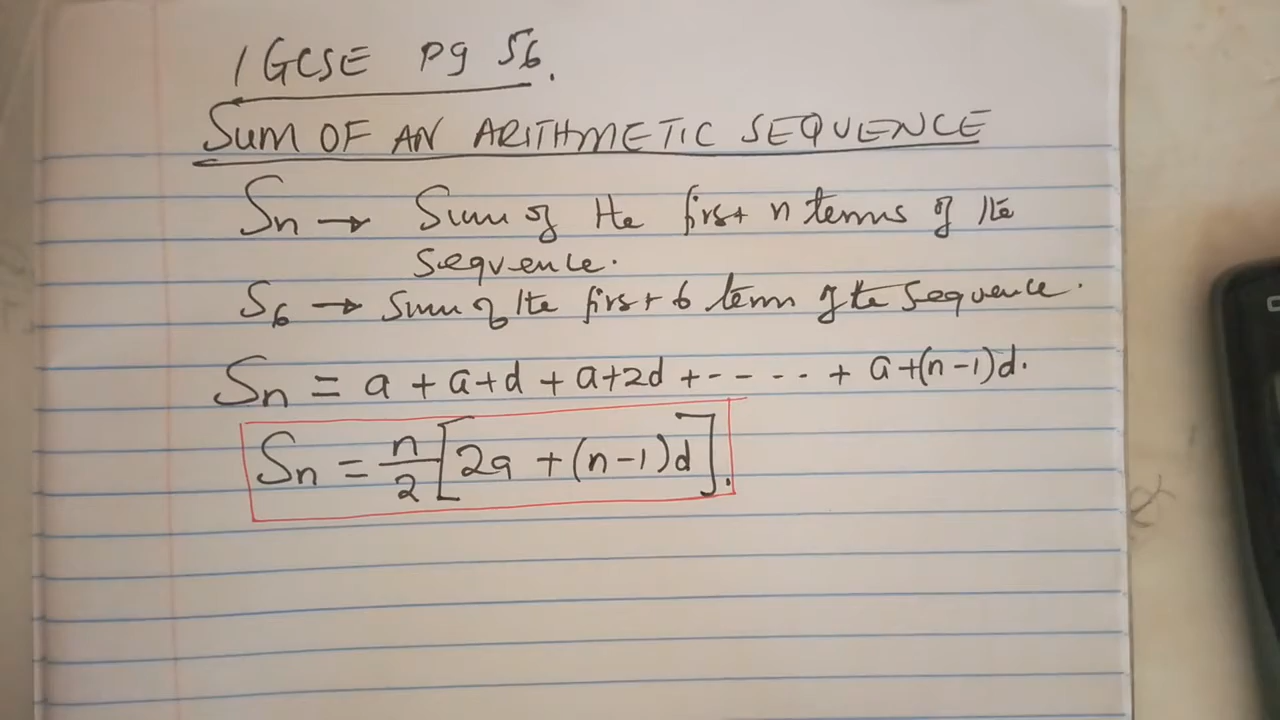 IGCSE pg 56.
SUM OF AN ARITHMETIC SEQUENCE
Sn → Sum of the first n terms of the
sequence.
S6 → Sum of the first 6 term of the sequence.
Sn = a + a+d + a+2d +----- + a+(n-1)d.
Sn = n/2 [2a + (n-1)d].